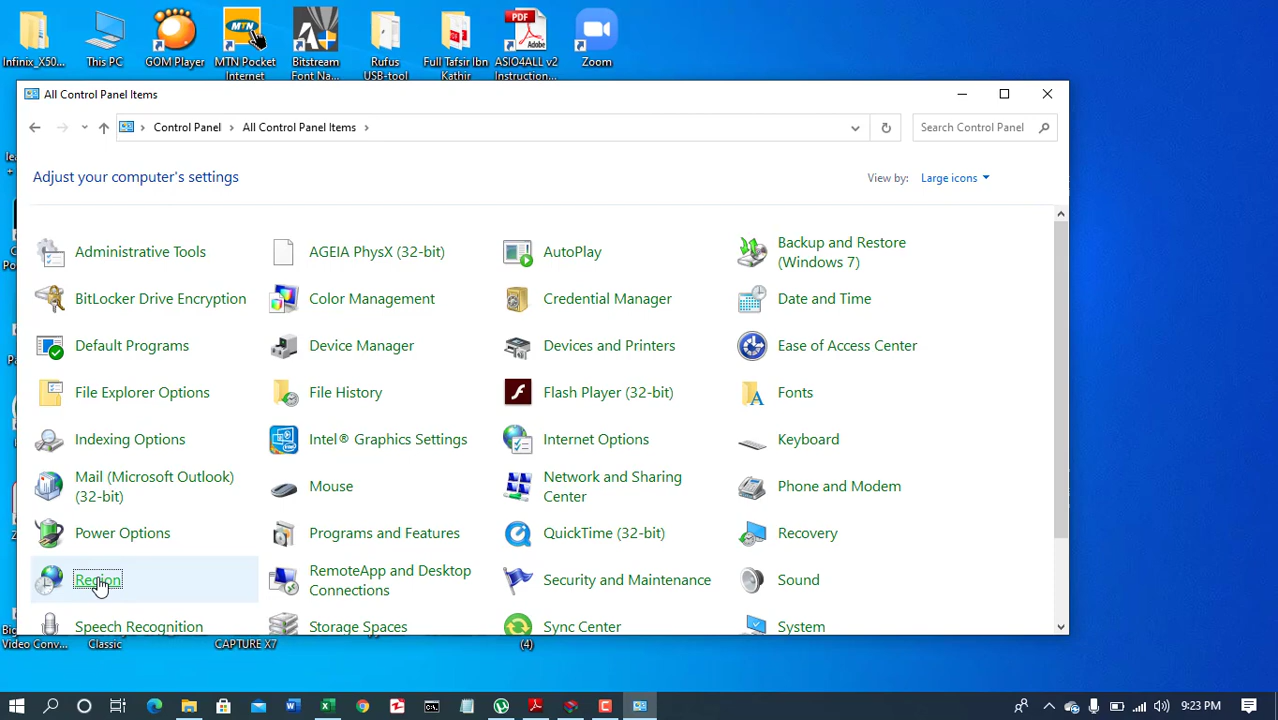 Infinix_X50...
This PC
GOM Player
MTN Pocket
Internet
Bitstream
Font Na...
Rufus
USB-tool
Full Tafsir Ibn
Kathir
ASIO4ALL v2
Instruction...
Zoom
All Control Panel Items
Control Panel
All Control Panel Items
Search Control Panel
Adjust your computer's settings
View by:
Large icons
Administrative Tools
AGEIA PhysX (32-bit)
AutoPlay
Backup and Restore
(Windows 7)
BitLocker Drive Encryption
Color Management
Credential Manager
Date and Time
Default Programs
Device Manager
Devices and Printers
Ease of Access Center
File Explorer Options
File History
Flash Player (32-bit)
Fonts
Indexing Options
Intel® Graphics Settings
Internet Options
Keyboard
Mail (Microsoft Outlook)
(32-bit)
Mouse
Network and Sharing
Center
Phone and Modem
Power Options
Programs and Features
QuickTime (32-bit)
Recovery
Region
RemoteApp and Desktop
Connections
Security and Maintenance
Sound
Speech Recognition
Storage Spaces
Sync Center
System
Video Conv...
Classic
CAPTURE X7
(4)
9:23 PM